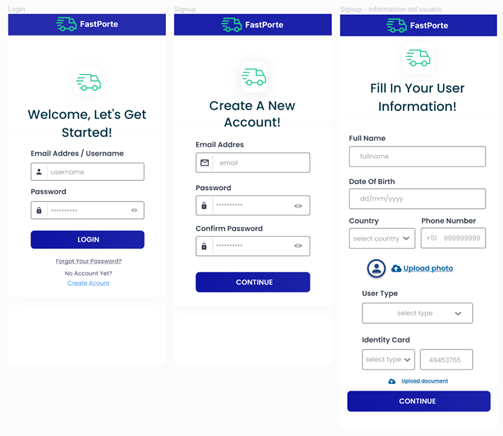 Login
FastPorte
Welcome, Let's Get
Started!
Email Addres / Username
username
Password
**********
LOGIN
Forgot Your Password?
No Account Yet?
Create Acount
Signup
FastPorte
Create A New
Account!
Email Addres
email
Password
**********
Confirm Password
**********
CONTINUE
Signup - Informacion del usuario
FastPorte
Fill In Your User
Information!
Full Name
fullname
Date Of Birth
dd/mm/yyyy
Country Phone Number
select country +51 999999999
Upload photo
User Type
select type
Identity Card
select type 49453765
Upload document
CONTINUE